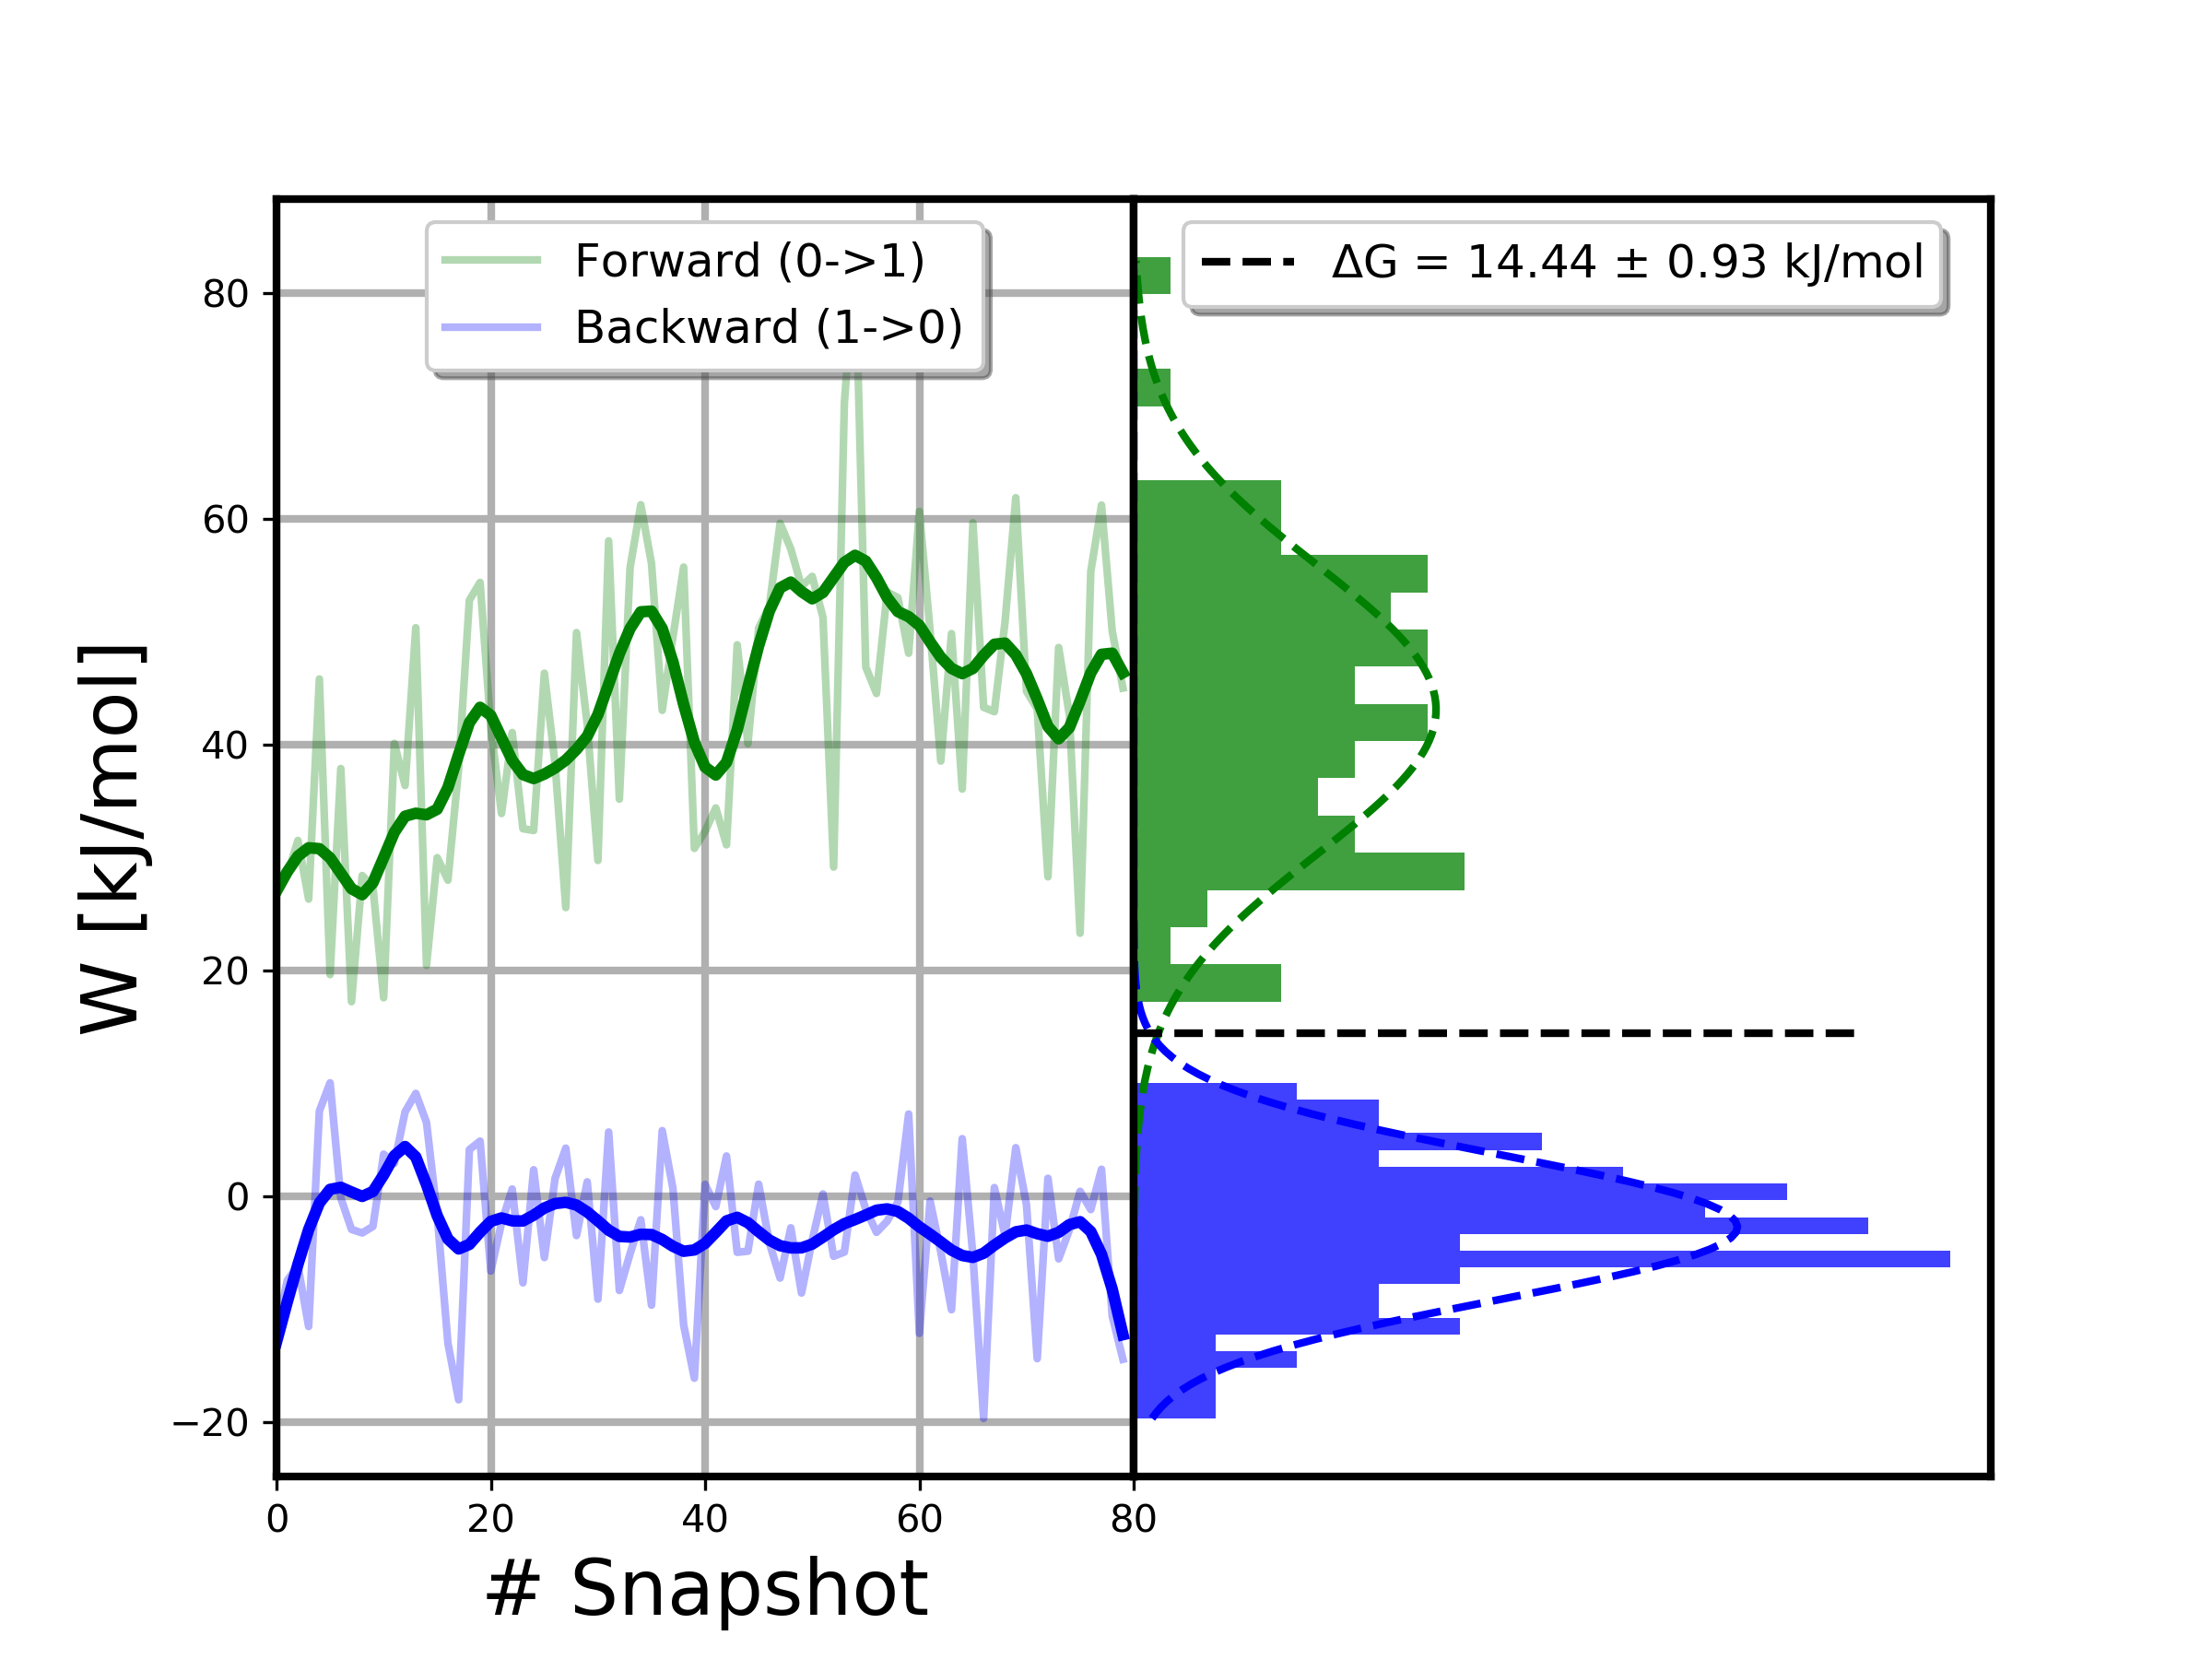 Forward (0->1)
Backward (1->0)
ΔG = 14.44 ± 0.93 kJ/mol
W [kJ/mol]
80
60
40
20
0
−20
0 20 40 60 80
# Snapshot